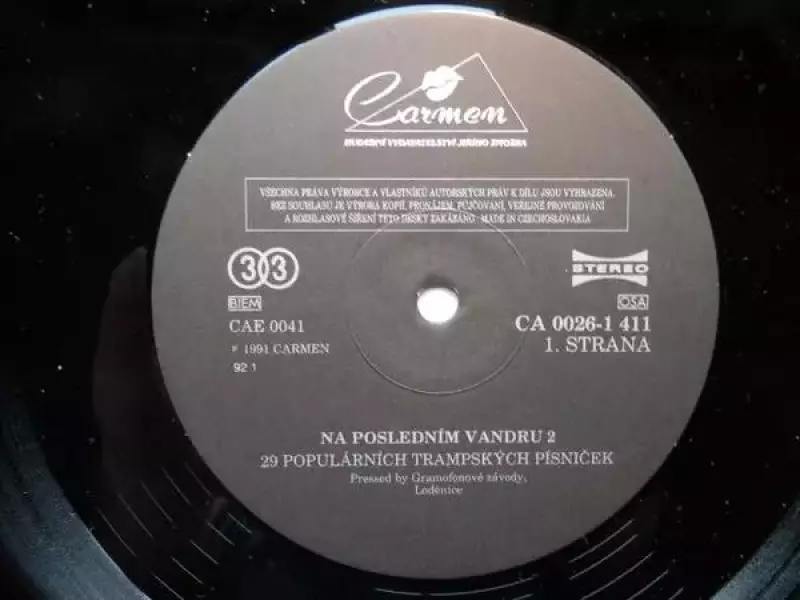 Carmen
HUDEBNÍ VYDAVATELSTVÍ JIŘÍHO ZMOŽKA
VŠECHNA PRÁVA VÝROBCE A VLASTNÍKŮ AUTORSKÝCH PRÁV K DÍLU JSOU VYHRAZENA.
BEZ SOUHLASU JE VÝROBA KOPIÍ, PRONÁJEM, PŮJČOVÁNÍ, VEŘEJNÉ PROVOZOVÁNÍ
A ROZHLASOVÉ ŠÍŘENÍ TÉTO DESKY ZAKÁZÁNO · MADE IN CZECHOSLOVAKIA
33
STEREO
BIEM
OSA
CAE 0041
CA 0026-1 411
℗ 1991 CARMEN
1. STRANA
92 1
NA POSLEDNÍM VANDRU 2
29 POPULÁRNÍCH TRAMPSKÝCH PÍSNIČEK
Pressed by Gramofonové závody,
Loděnice